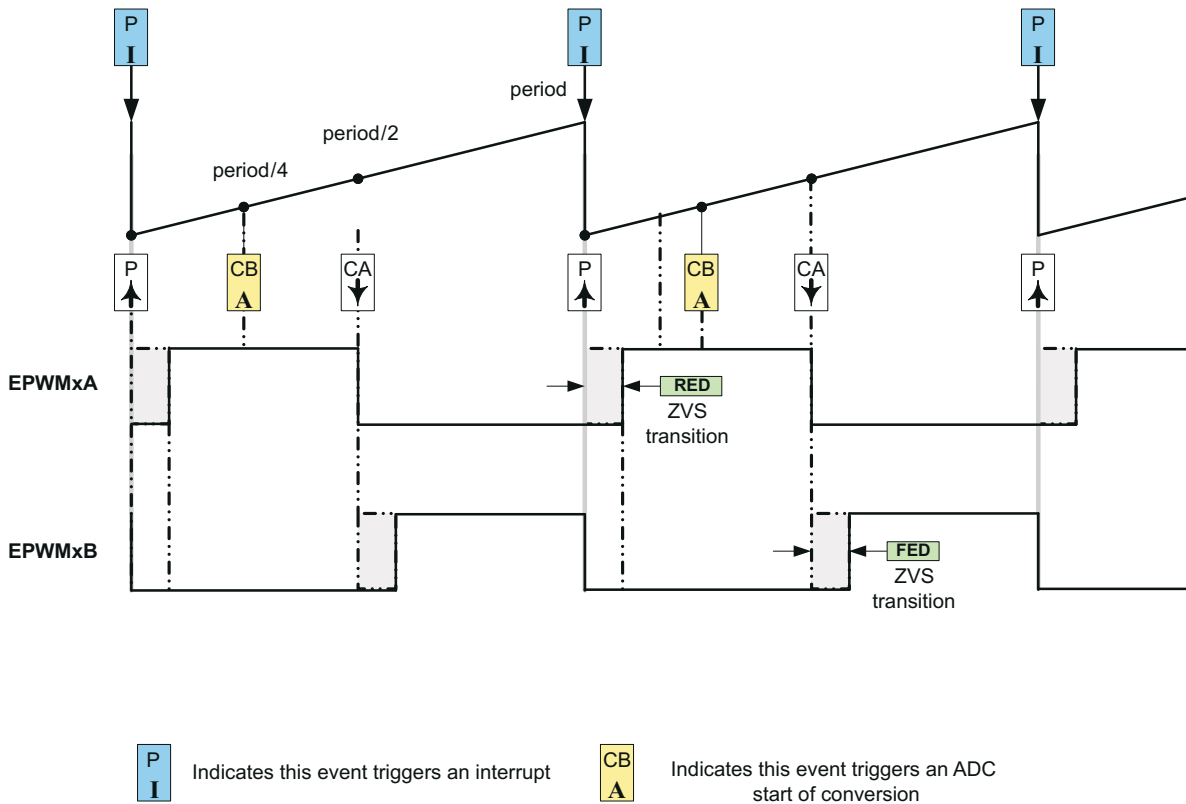 P
I
P
I
P
I
period
period/2
period/4
P
CB
A
CA
P
CB
A
CA
P
EPWMxA
RED
ZVS
transition
EPWMxB
FED
ZVS
transition
P
I
Indicates this event triggers an interrupt
CB
A
Indicates this event triggers an ADC
start of conversion